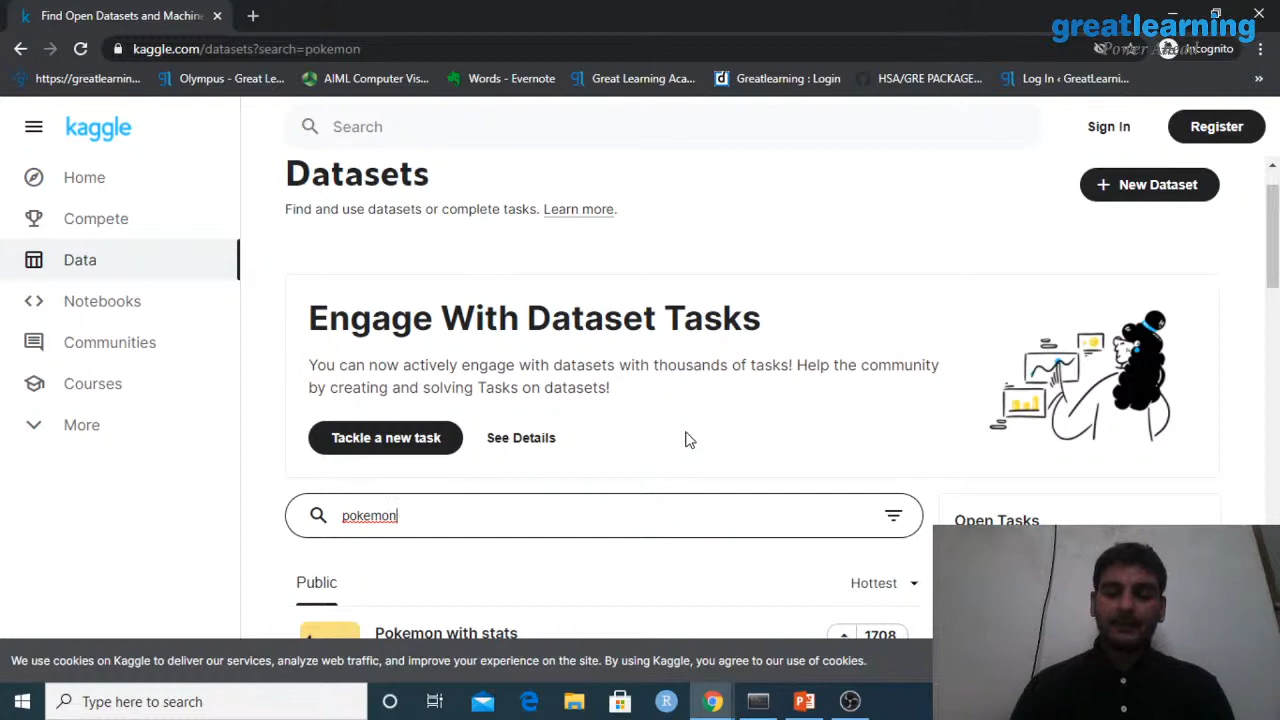 Find Open Datasets and Machine
greatlearning
Power Ahead
kaggle.com/datasets?search=pokemon
https://greatlearnin...
Olympus - Great Le...
AIML Computer Vis...
Words - Evernote
Great Learning Aca...
Greatlearning : Login
HSA/GRE PACKAGE...
Log In ‹ GreatLearni...
»
kaggle
Search
Sign In
Register
Home
Compete
Data
Notebooks
Communities
Courses
More
Datasets
Find and use datasets or complete tasks. Learn more.
+ New Dataset
Engage With Dataset Tasks
You can now actively engage with datasets with thousands of tasks! Help the community
by creating and solving Tasks on datasets!
Tackle a new task
See Details
pokemon
Open Tasks
Public
Hottest
Pokemon with stats
1708
We use cookies on Kaggle to deliver our services, analyze web traffic, and improve your experience on the site. By using Kaggle, you agree to our use of cookies.
Type here to search